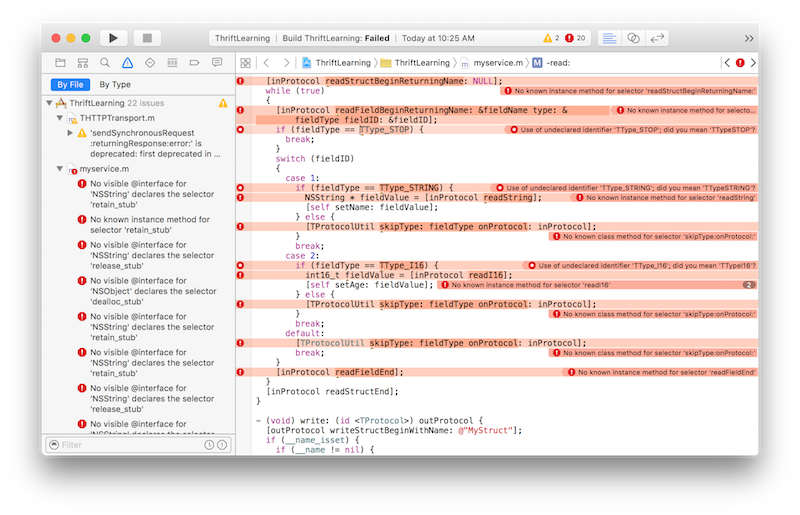 ThriftLearning | Build ThriftLearning: Failed | Today at 10:25 AM
2
20
ThriftLearning
ThriftLearning
myservice.m
M
-read:
By File
By Type
ThriftLearning 22 issues
THTTPTransport.m
'sendSynchronousRequest
:returningResponse:error:' is
deprecated: first deprecated in ...
myservice.m
No visible @interface for
'NSString' declares the selector
'retain_stub'
No known instance method for
selector 'retain_stub'
No visible @interface for
'NSString' declares the selector
'release_stub'
No visible @interface for
'NSObject' declares the selector
'dealloc_stub'
No visible @interface for
'NSString' declares the selector
'retain_stub'
No visible @interface for
'NSString' declares the selector
'retain_stub'
No visible @interface for
'NSString' declares the selector
'release_stub'
No visible @interface for
'NSString' declares the selector
Filter
[inProtocol readStructBeginReturningName: NULL];
No known instance method for selector 'readStructBeginReturningName:'
while (true)
{
[inProtocol readFieldBeginReturningName: &fieldName type: &
No known instance method for selecto...
fieldType fieldID: &fieldID];
if (fieldType == TType_STOP) {
Use of undeclared identifier 'TType_STOP'; did you mean 'TTypeSTOP'?
break;
}
switch (fieldID)
{
case 1:
if (fieldType == TType_STRING) {
Use of undeclared identifier 'TType_STRING'; did you mean 'TTypeSTRING'?
NSString * fieldValue = [inProtocol readString];
No known instance method for selector 'readString'
[self setName: fieldValue];
} else {
[TProtocolUtil skipType: fieldType onProtocol: inProtocol];
}
No known class method for selector 'skipType:onProtocol:'
break;
case 2:
if (fieldType == TType_I16) {
Use of undeclared identifier 'TType_I16'; did you mean 'TTypeI16'?
int16_t fieldValue = [inProtocol readI16];
[self setAge: fieldValue];
No known instance method for selector 'readI16'
2
} else {
[TProtocolUtil skipType: fieldType onProtocol: inProtocol];
}
No known class method for selector 'skipType:onProtocol:'
break;
default:
[TProtocolUtil skipType: fieldType onProtocol: inProtocol];
break;
No known class method for selector 'skipType:onProtocol:'
}
[inProtocol readFieldEnd];
No known instance method for selector 'readFieldEnd'
}
[inProtocol readStructEnd];
}
- (void) write: (id <TProtocol>) outProtocol {
[outProtocol writeStructBeginWithName: @"MyStruct"];
if (__name_isset) {
if (__name != nil) {